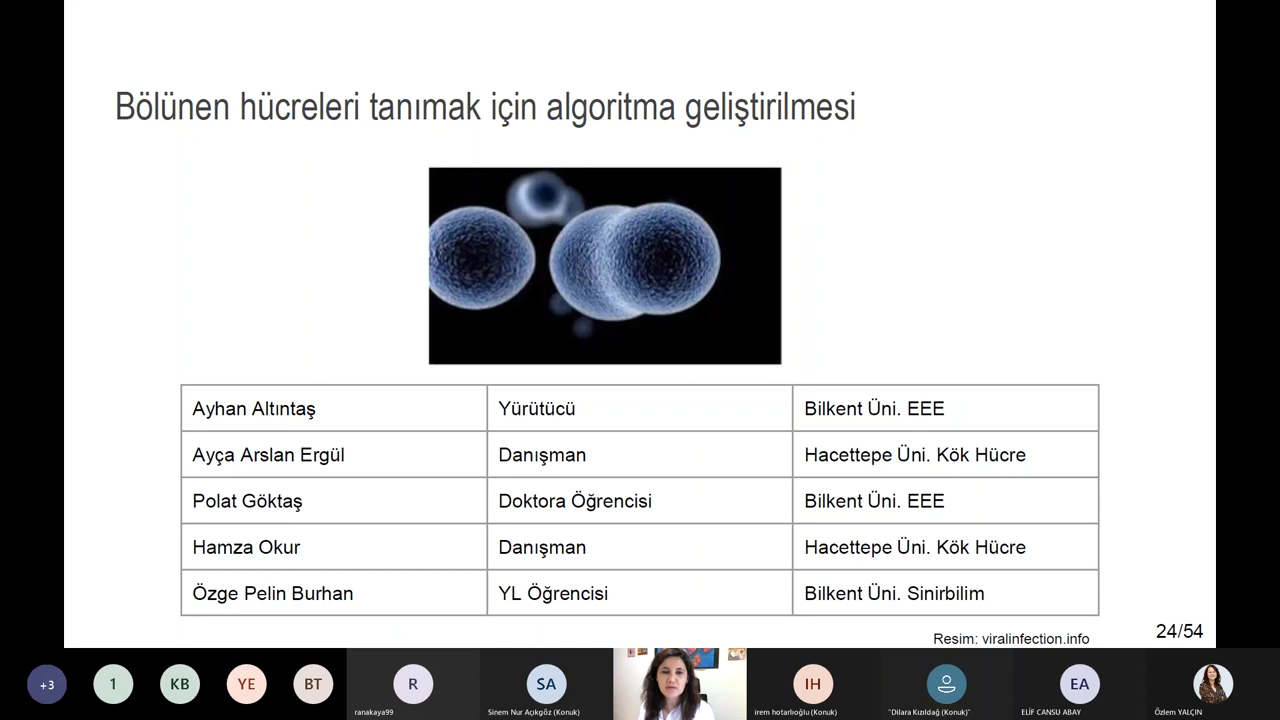 Bölünen hücreleri tanımak için algoritma geliştirilmesi
Ayhan Altıntaş Yürütücü Bilkent Üni. EEE
Ayça Arslan Ergül Danışman Hacettepe Üni. Kök Hücre
Polat Göktaş Doktora Öğrencisi Bilkent Üni. EEE
Hamza Okur Danışman Hacettepe Üni. Kök Hücre
Özge Pelin Burhan YL Öğrencisi Bilkent Üni. Sinirbilim
Resim: viralinfection.info
24/54
+3 1 KB YE BT R SA IH EA
ranakaya99 Sinem Nur Açıkgöz (Konuk) irem hotarlıoğlu (Konuk) "Dilara Kızıldağ (Konuk)" ELİF CANSU ABAY Özlem YALÇIN